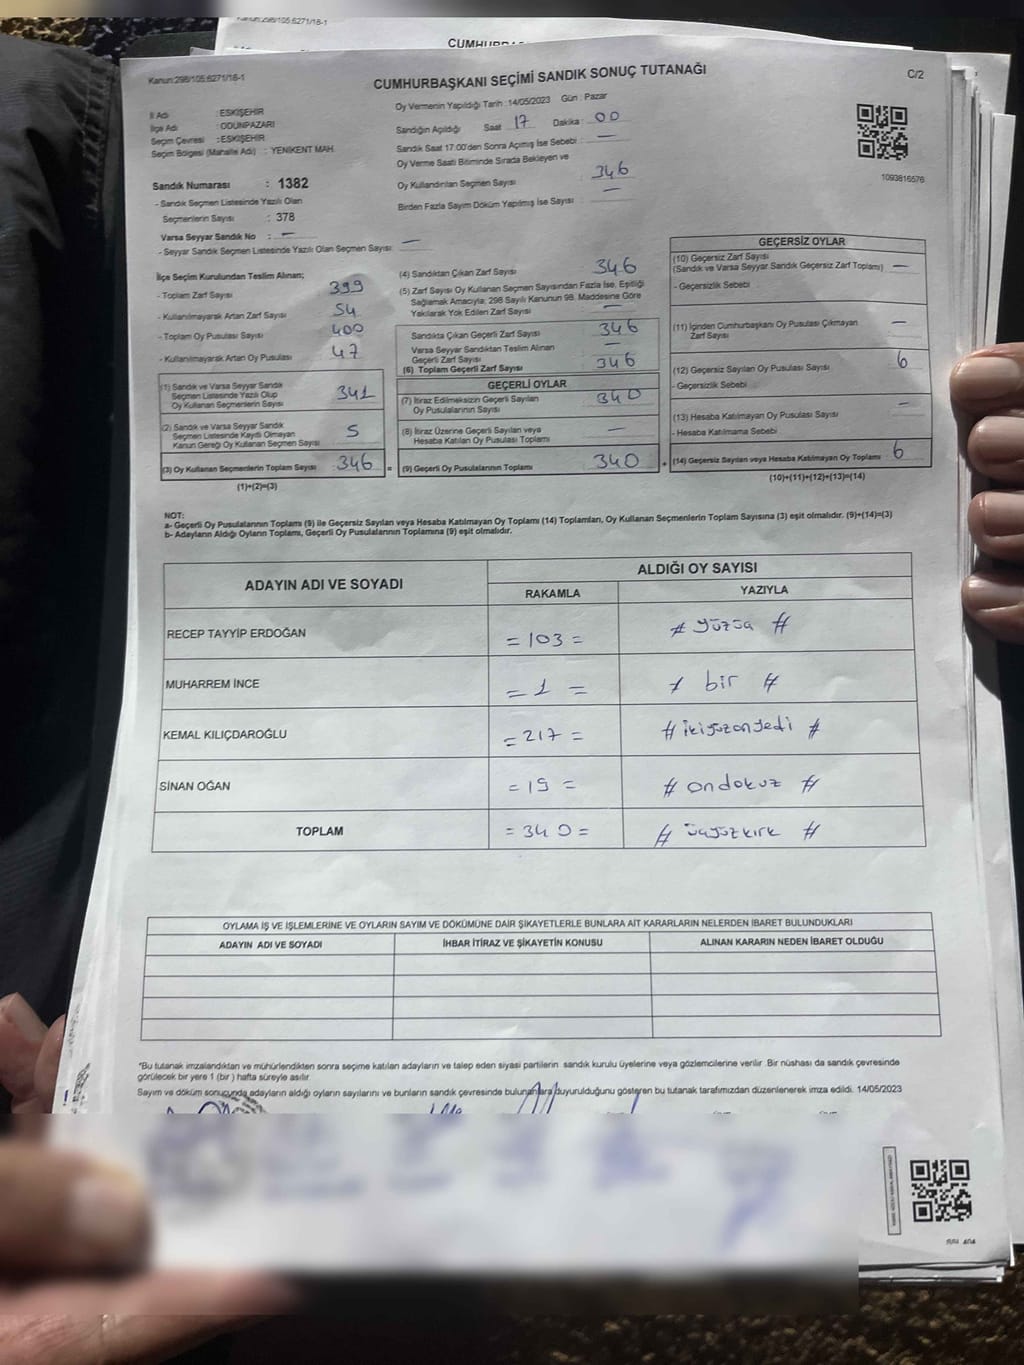 Kanun:298/105:6271/18-1
Kanun:298/105:6271/18-1
CUMHURBAŞKANI SEÇİMİ SANDIK SONUÇ TUTANAĞI
C/2
İl Adı : ESKİŞEHİR
İlçe Adı : ODUNPAZARI
Seçim Çevresi : ESKİŞEHİR
Seçim Bölgesi (Mahalle Adı) : YENİKENT MAH.
Sandık Numarası : 1382
- Sandık Seçmen Listesinde Yazılı Olan
Seçmenlerin Sayısı : 378
Varsa Seyyar Sandık No : —
- Seyyar Sandık Seçmen Listesinde Yazılı Olan Seçmen Sayısı: —
Oy Vermenin Yapıldığı Tarih : 14/05/2023 Gün : Pazar
Sandığın Açıldığı Saat 17 Dakika : 00
Sandık Saat 17:00'den Sonra Açımış İse Sebebi : —
Oy Verme Saati Bitiminde Sırada Bekleyen ve
Oy Kullandırılan Seçmen Sayısı : 346
Birden Fazla Sayım Döküm Yapılmış İse Sayısı : —
1093816576
İlçe Seçim Kurulundan Teslim Alınan;
- Toplam Zarf Sayısı : 399
- Kullanılmayarak Artan Zarf Sayısı : 54
- Toplam Oy Pusulası Sayısı : 400
- Kullanılmayarak Artan Oy Pusulası : 47
(1) Sandık ve Varsa Seyyar Sandık
Seçmen Listesinde Yazılı Olup
Oy Kullanan Seçmenlerin Sayısı : 341
(2) Sandık ve Varsa Seyyar Sandık
Seçmen Listesinde Kayıtlı Olmayan
Kanun Gereği Oy Kullanan Seçmen Sayısı : 5
(3) Oy Kullanan Seçmenlerin Toplam Sayısı : 346 =
(1)+(2)=(3)
(4) Sandıktan Çıkan Zarf Sayısı : 346
(5) Zarf Sayısı Oy Kullanan Seçmen Sayısından Fazla İse, Eşitliği
Sağlamak Amacıyla; 298 Sayılı Kanunun 98. Maddesine Göre
Yakılarak Yok Edilen Zarf Sayısı : —
Sandıkta Çıkan Geçerli Zarf Sayısı : 346
Varsa Seyyar Sandıktan Teslim Alınan
Geçerli Zarf Sayısı : —
(6) Toplam Geçerli Zarf Sayısı : 346
GEÇERLİ OYLAR
(7) İtiraz Edilmeksizin Geçerli Sayılan
Oy Pusulalarının Sayısı : 340
(8) İtiraz Üzerine Geçerli Sayılan veya
Hesaba Katılan Oy Pusulası Toplamı : —
(9) Geçerli Oy Pusulalarının Toplamı : 340 +
GEÇERSİZ OYLAR
(10) Geçersiz Zarf Sayısı
(Sandık ve Varsa Seyyar Sandık Geçersiz Zarf Toplamı) : —
- Geçersizlik Sebebi :
(11) İçinden Cumhurbaşkanı Oy Pusulası Çıkmayan
Zarf Sayısı : —
(12) Geçersiz Sayılan Oy Pusulası Sayısı : 6
- Geçersizlik Sebebi :
(13) Hesaba Katılmayan Oy Pusulası Sayısı : —
- Hesaba Katılmama Sebebi :
(14) Geçersiz Sayılan veya Hesaba Katılmayan Oy Toplamı : 6
(10)+(11)+(12)+(13)=(14)
NOT:
a- Geçerli Oy Pusulalarının Toplamı (9) ile Geçersiz Sayılan veya Hesaba Katılmayan Oy Toplamı (14) Toplamları, Oy Kullanan Seçmenlerin Toplam Sayısına (3) eşit olmalıdır. (9)+(14)=(3)
b- Adayların Aldığı Oyların Toplamı, Geçerli Oy Pusulalarının Toplamına (9) eşit olmalıdır.
ADAYIN ADI VE SOYADI ALDIĞI OY SAYISI
RAKAMLA YAZIYLA
RECEP TAYYİP ERDOĞAN = 103 = # yüzüç #
MUHARREM İNCE = 1 = # bir #
KEMAL KILIÇDAROĞLU = 217 = # ikiyüzonyedi #
SİNAN OĞAN = 19 = # ondokuz #
TOPLAM = 340 = # üçyüzkırk #
OYLAMA İŞ VE İŞLEMLERİNE VE OYLARIN SAYIM VE DÖKÜMÜNE DAİR ŞİKAYETLERLE BUNLARA AİT KARARLARIN NELERDEN İBARET BULUNDUKLARI
ADAYIN ADI VE SOYADI İHBAR İTİRAZ VE ŞİKAYETİN KONUSU ALINAN KARARIN NEDEN İBARET OLDUĞU
*Bu tutanak imzalandıktan ve mühürlendikten sonra seçime katılan adayların ve talep eden siyasi partilerin sandık kurulu üyelerine veya gözlemcilerine verilir. Bir nüshası da sandık çevresinde
görülecek bir yere 1 (bir) hafta süreyle asılır.
Sayım ve döküm sonucunda adayların aldığı oyların sayılarını ve bunların sandık çevresinde bulunanlara duyurulduğunu gösteren bu tutanak tarafımızdan düzenlenerek imza edildi. 14/05/2023